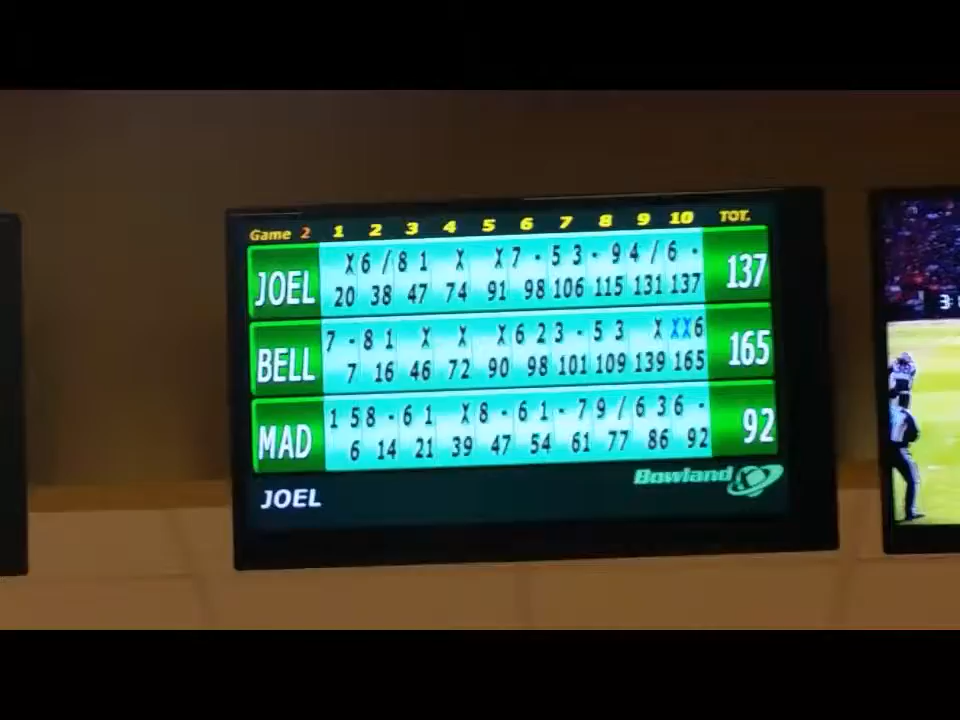 Game 2 1 2 3 4 5 6 7 8 9 10 TOT.
X 6 / 8 1 X X 7 - 5 3 - 9 4 / 6 -
JOEL 20 38 47 74 91 98 106 115 131 137 137
7 - 8 1 X X X 6 2 3 - 5 3 X X X 6
BELL 7 16 46 72 90 98 101 109 139 165 165
1 5 8 - 6 1 X 8 - 6 1 - 7 9 / 6 3 6 -
MAD 6 14 21 39 47 54 61 77 86 92 92
JOEL Bowland